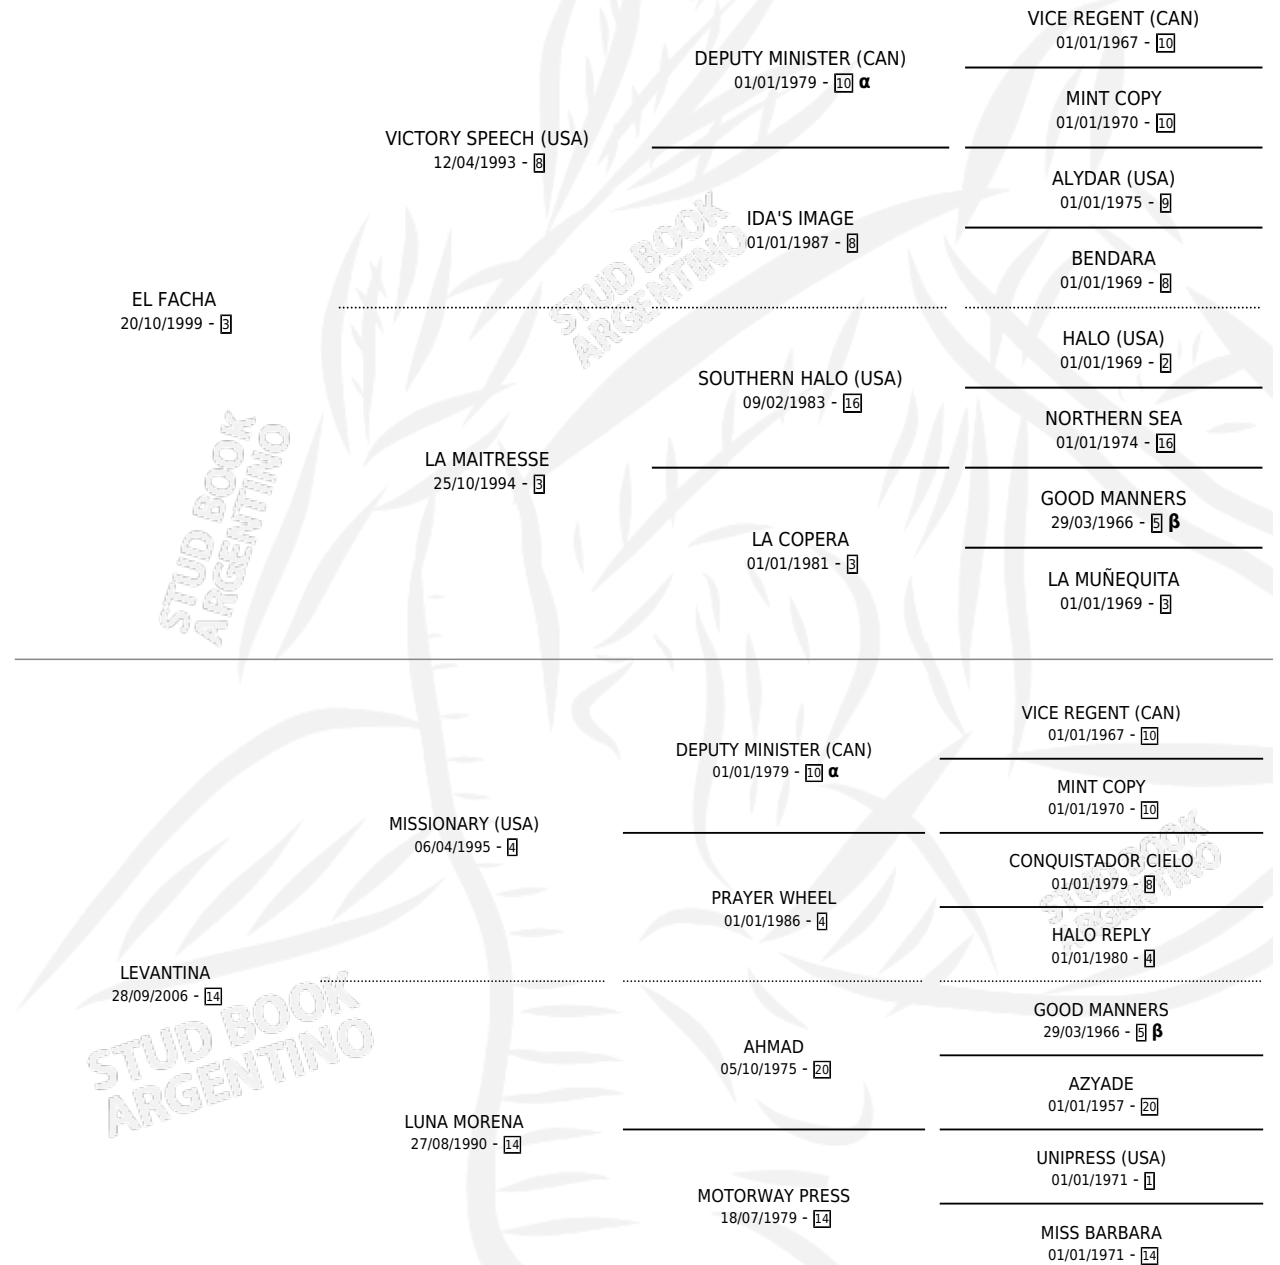 VICE REGENT (CAN)
01/01/1967 - 10
DEPUTY MINISTER (CAN)
01/01/1979 - 10 α
MINT COPY
01/01/1970 - 10
VICTORY SPEECH (USA)
12/04/1993 - 8
ALYDAR (USA)
01/01/1975 - 9
IDA'S IMAGE
01/01/1987 - 8
BENDARA
01/01/1969 - 8
EL FACHA
20/10/1999 - 3
HALO (USA)
01/01/1969 - 2
SOUTHERN HALO (USA)
09/02/1983 - 16
NORTHERN SEA
01/01/1974 - 16
LA MAITRESSE
25/10/1994 - 3
GOOD MANNERS
29/03/1966 - 5 β
LA COPERA
01/01/1981 - 3
LA MUÑEQUITA
01/01/1969 - 3
VICE REGENT (CAN)
01/01/1967 - 10
DEPUTY MINISTER (CAN)
01/01/1979 - 10 α
MINT COPY
01/01/1970 - 10
MISSIONARY (USA)
06/04/1995 - 4
CONQUISTADOR CIELO
01/01/1979 - 8
PRAYER WHEEL
01/01/1986 - 4
HALO REPLY
01/01/1980 - 4
LEVANTINA
28/09/2006 - 14
GOOD MANNERS
29/03/1966 - 5 β
AHMAD
05/10/1975 - 20
AZYADE
01/01/1957 - 20
LUNA MORENA
27/08/1990 - 14
UNIPRESS (USA)
01/01/1971 - 1
MOTORWAY PRESS
18/07/1979 - 14
MISS BARBARA
01/01/1971 - 14
STUD BOOK
ARGENTINO
STUD BOOK
ARGENTINO
STUD BOOK
ARGENTINO
STUD BOOK
ARGENTINO